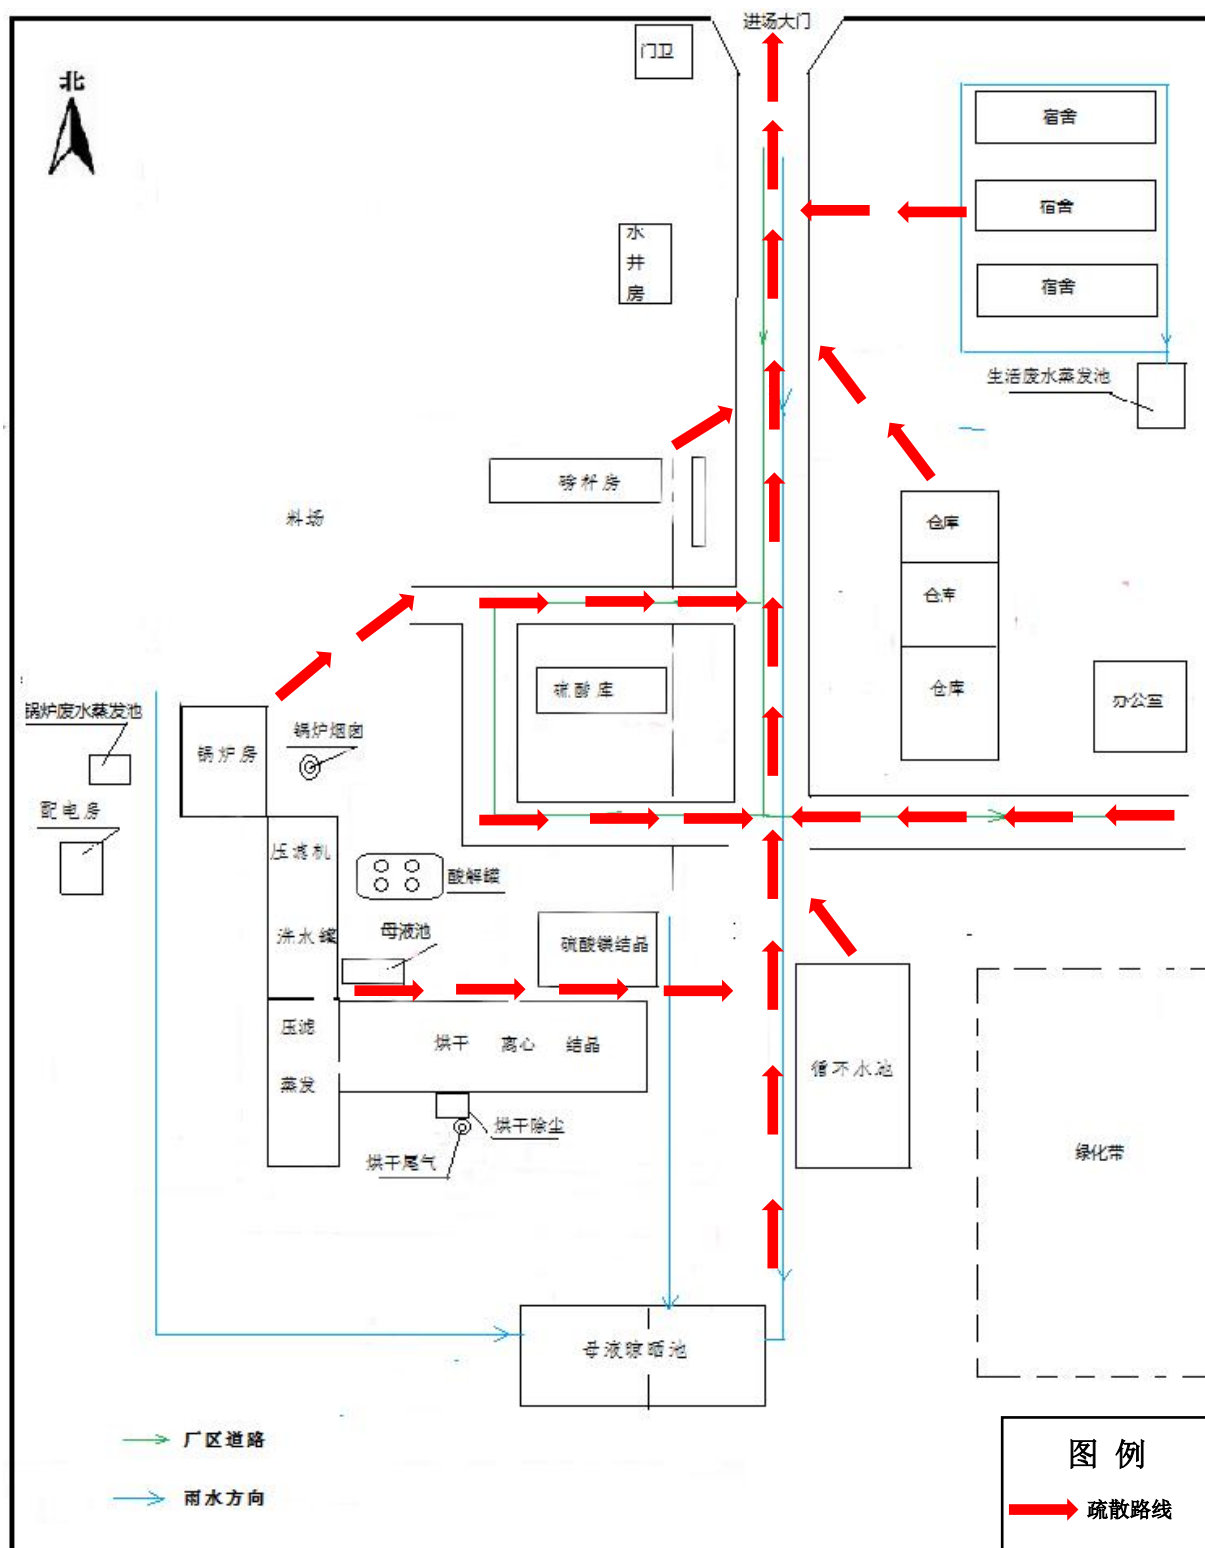 进场大门
门卫
北
宿舍
宿舍
水井房
宿舍
生活废水蒸发池
磅秤房
料场
仓库
仓库
硫酸库
仓库
办公室
锅炉废水蒸发池
锅炉房
锅炉烟囱
配电房
压滤机
酸解罐
洗水罐
母液池
硫酸镁结晶
压滤
烘干 离心 结晶
循环水池
蒸发
烘干除尘
烘干尾气
绿化带
母液晾晒池
厂区道路
雨水方向
图 例
疏散路线